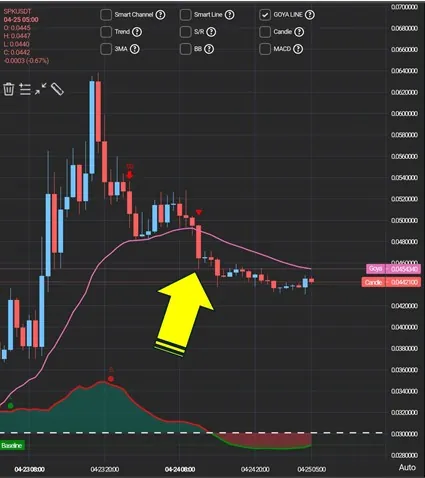 SPKUSDT
04-25 05:00
O: 0.0445
H: 0.0447
L: 0.0440
C: 0.0442
-0.0003 (-0.67%)
Smart Channel ?
Smart Line ?
GOYA LINE ?
Trend ?
S/R ?
Candle ?
3MA ?
BB ?
MACD ?
0.0700000
0.0680000
0.0660000
0.0640000
0.0620000
0.0600000
0.0580000
0.0560000
0.0540000
0.0520000
0.0500000
0.0480000
0.0460000
Goya 0.0454340
Candle 0.0442100
0.0420000
0.0400000
0.0380000
0.0360000
0.0340000
0.0320000
0.0300000
0.0280000
Baseline
04-23 08:00
04-23 20:00
04-24 08:00
04-24 20:00
04-25 05:00
Auto